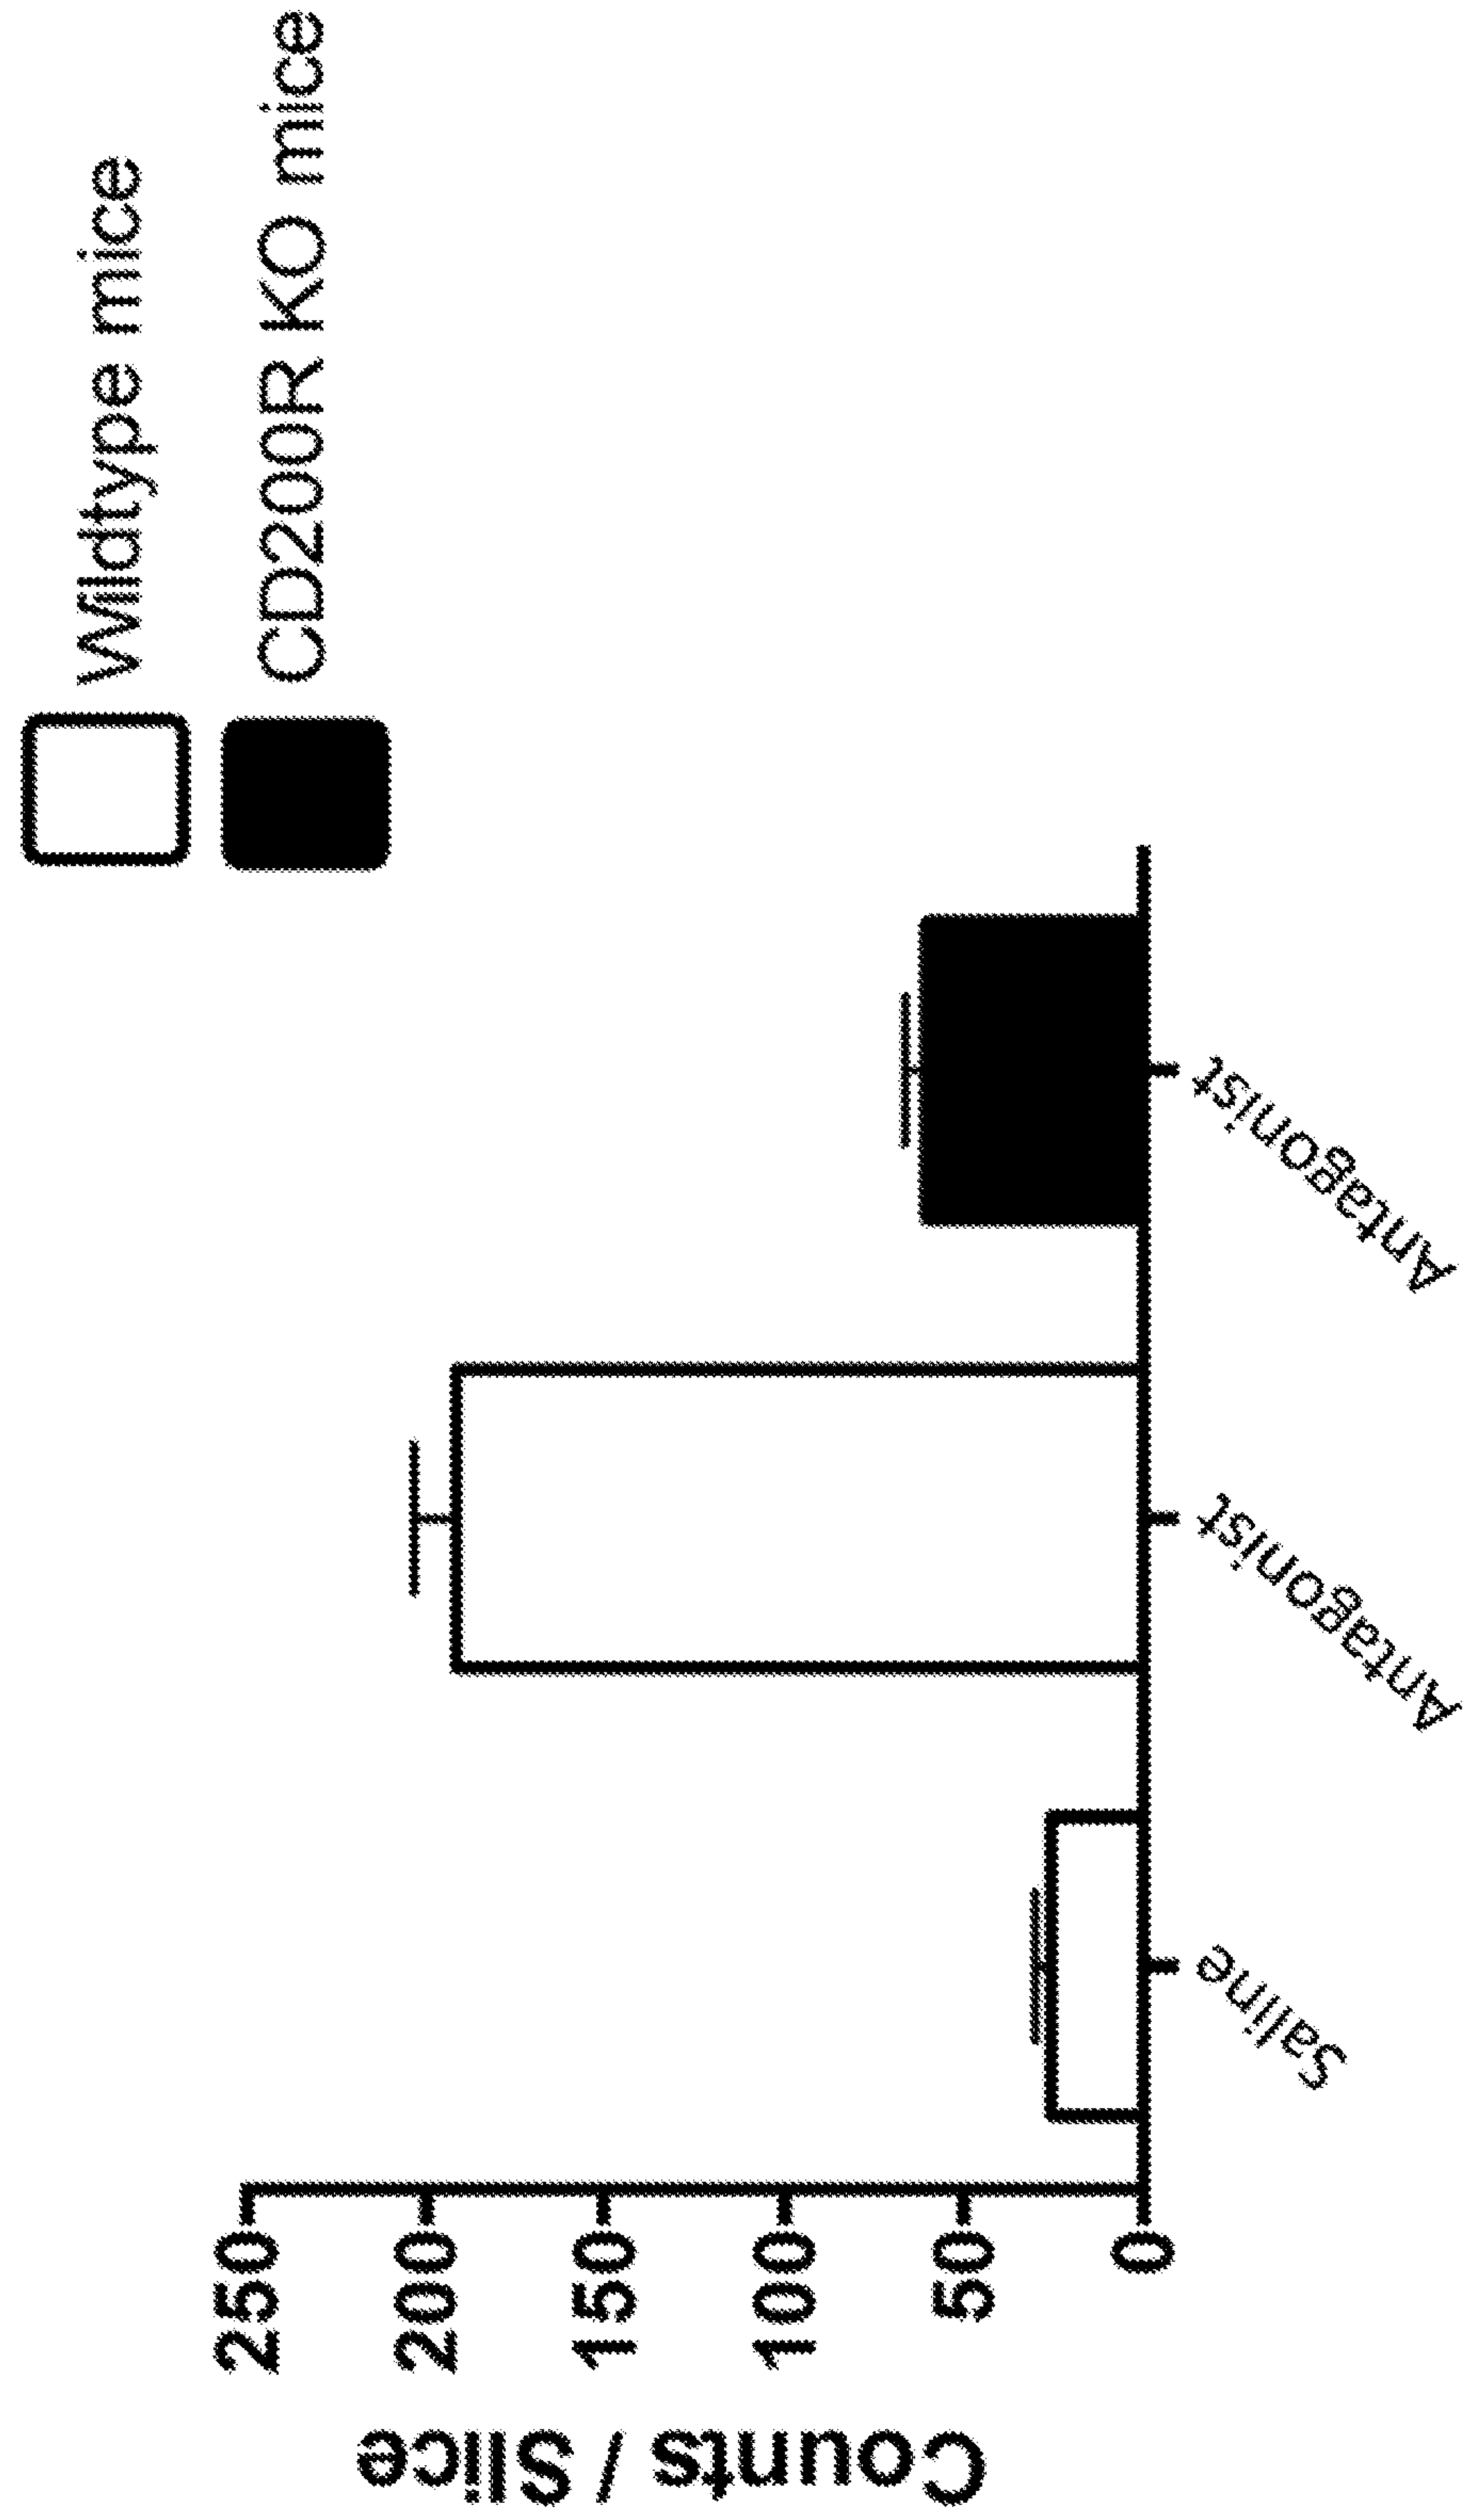 Wildtype mice
CD200R KO mice
Counts / Slice
250
200
150
100
50
0
Saline
Antagonist
Antagonist